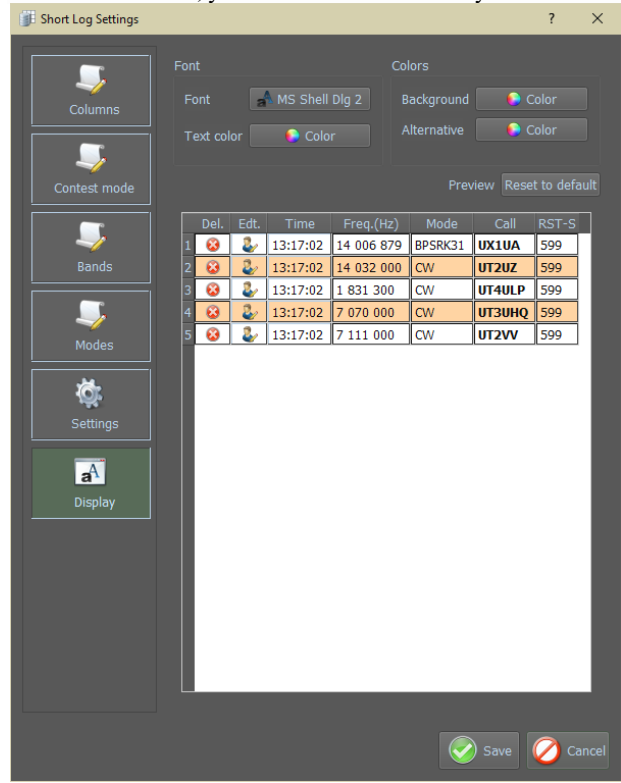 Short Log Settings ? ×
Columns
Contest mode
Bands
Modes
Settings
Display
Font
Font MS Shell Dlg 2
Text color Color
Colors
Background Color
Alternative Color
Preview Reset to default
Del. Edt. Time Freq.(Hz) Mode Call RST-S
1 13:17:02 14 006 879 BPSRK31 UX1UA 599
2 13:17:02 14 032 000 CW UT2UZ 599
3 13:17:02 1 831 300 CW UT4ULP 599
4 13:17:02 7 070 000 CW UT3UHQ 599
5 13:17:02 7 111 000 CW UT2VV 599
Save Cancel